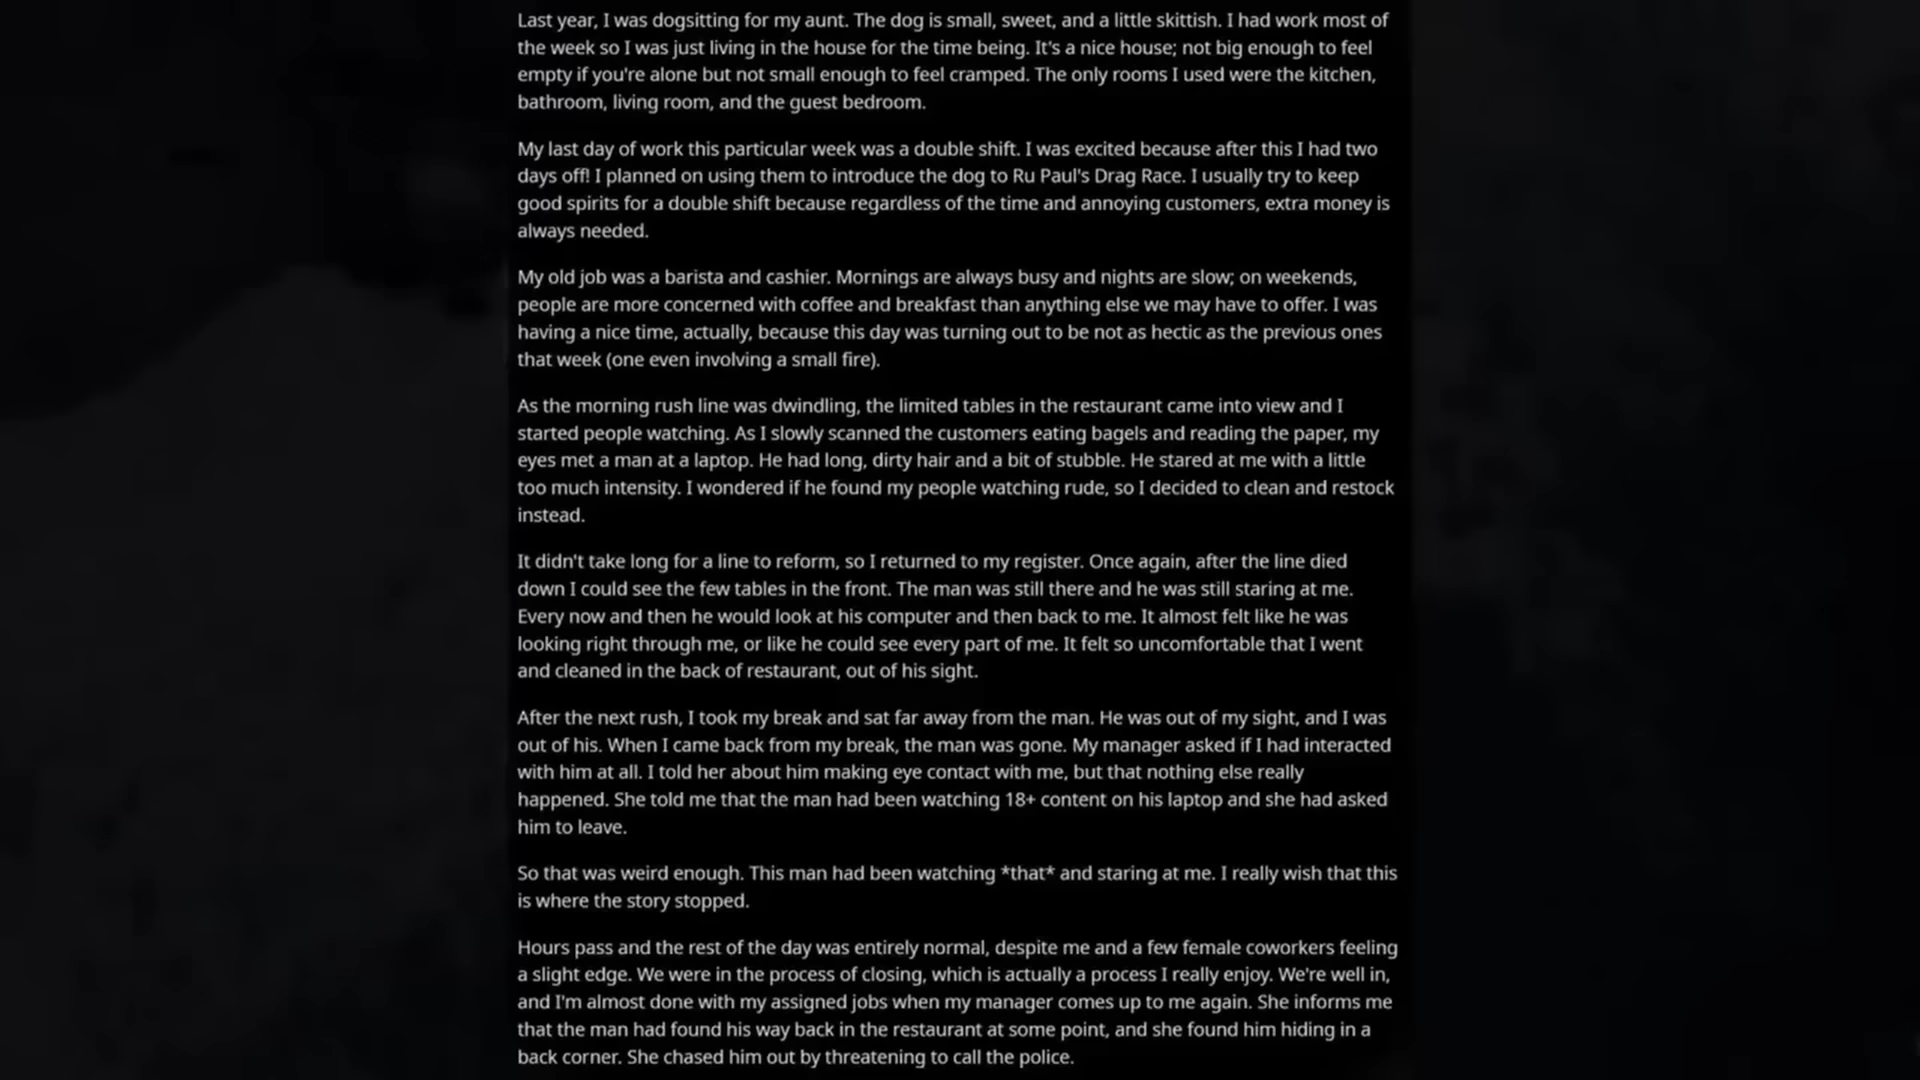 Last year, I was dogsitting for my aunt. The dog is small, sweet, and a little skittish. I had work most of
the week so I was just living in the house for the time being. It's a nice house; not big enough to feel
empty if you're alone but not small enough to feel cramped. The only rooms I used were the kitchen,
bathroom, living room, and the guest bedroom.
My last day of work this particular week was a double shift. I was excited because after this I had two
days off! I planned on using them to introduce the dog to Ru Paul's Drag Race. I usually try to keep
good spirits for a double shift because regardless of the time and annoying customers, extra money is
always needed.
My old job was a barista and cashier. Mornings are always busy and nights are slow; on weekends,
people are more concerned with coffee and breakfast than anything else we may have to offer. I was
having a nice time, actually, because this day was turning out to be not as hectic as the previous ones
that week (one even involving a small fire).
As the morning rush line was dwindling, the limited tables in the restaurant came into view and I
started people watching. As I slowly scanned the customers eating bagels and reading the paper, my
eyes met a man at a laptop. He had long, dirty hair and a bit of stubble. He stared at me with a little
too much intensity. I wondered if he found my people watching rude, so I decided to clean and restock
instead.
It didn't take long for a line to reform, so I returned to my register. Once again, after the line died
down I could see the few tables in the front. The man was still there and he was still staring at me.
Every now and then he would look at his computer and then back to me. It almost felt like he was
looking right through me, or like he could see every part of me. It felt so uncomfortable that I went
and cleaned in the back of restaurant, out of his sight.
After the next rush, I took my break and sat far away from the man. He was out of my sight, and I was
out of his. When I came back from my break, the man was gone. My manager asked if I had interacted
with him at all. I told her about him making eye contact with me, but that nothing else really
happened. She told me that the man had been watching 18+ content on his laptop and she had asked
him to leave.
So that was weird enough. This man had been watching *that* and staring at me. I really wish that this
is where the story stopped.
Hours pass and the rest of the day was entirely normal, despite me and a few female coworkers feeling
a slight edge. We were in the process of closing, which is actually a process I really enjoy. We're well in,
and I'm almost done with my assigned jobs when my manager comes up to me again. She informs me
that the man had found his way back in the restaurant at some point, and she found him hiding in a
back corner. She chased him out by threatening to call the police.